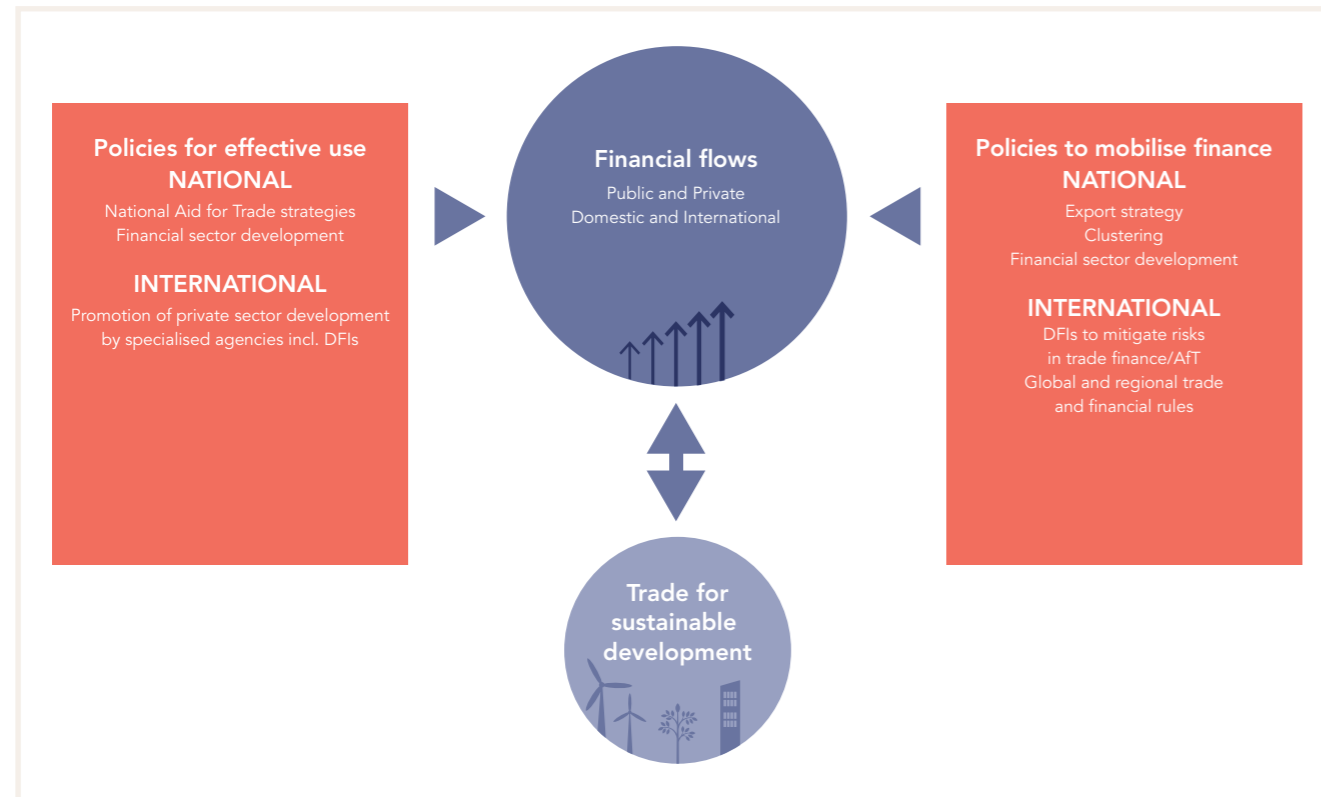 Policies for effective use
NATIONAL
National Aid for Trade strategies
Financial sector development
INTERNATIONAL
Promotion of private sector development
by specialised agencies incl. DFIs
Financial flows
Public and Private
Domestic and International
Policies to mobilise finance
NATIONAL
Export strategy
Clustering
Financial sector development
INTERNATIONAL
DFIs to mitigate risks
in trade finance/AfT
Global and regional trade
and financial rules
Trade for
sustainable
development